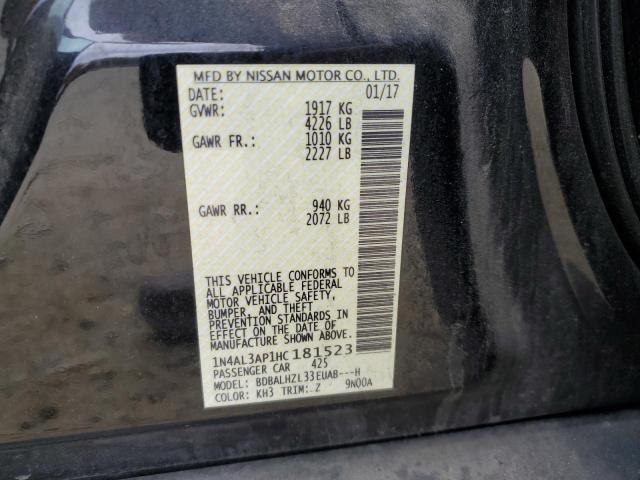 MFD BY NISSAN MOTOR CO., LTD.
DATE: 01/17
GVWR: 1917 KG
4226 LB
GAWR FR.: 1010 KG
2227 LB
GAWR RR.: 940 KG
2072 LB
THIS VEHICLE CONFORMS TO
ALL APPLICABLE FEDERAL
MOTOR VEHICLE SAFETY,
BUMPER, AND THEFT
PREVENTION STANDARDS IN
EFFECT ON THE DATE OF
MANUFACTURE SHOWN ABOVE.
1N4AL3AP1HC181523
PASSENGER CAR 425
MODEL: BDBALHZL33EUAB---H
COLOR: KH3 TRIM: Z 9N00A